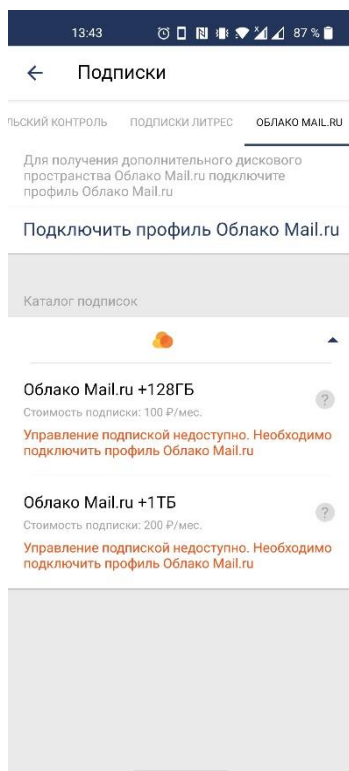 13:43 87 %
Подписки
ЛЬСКИЙ КОНТРОЛЬ ПОДПИСКИ ЛИТРЕС ОБЛАКО MAIL.RU
Для получения дополнительного дискового
пространства Облако Mail.ru подключите
профиль Облако Mail.ru
Подключить профиль Облако Mail.ru
Каталог подписок
Облако Mail.ru +128ГБ
?
Стоимость подписки: 100 ₽/мес.
Управление подпиской недоступно. Необходимо
подключить профиль Облако Mail.ru
Облако Mail.ru +1ТБ
?
Стоимость подписки: 200 ₽/мес.
Управление подпиской недоступно. Необходимо
подключить профиль Облако Mail.ru